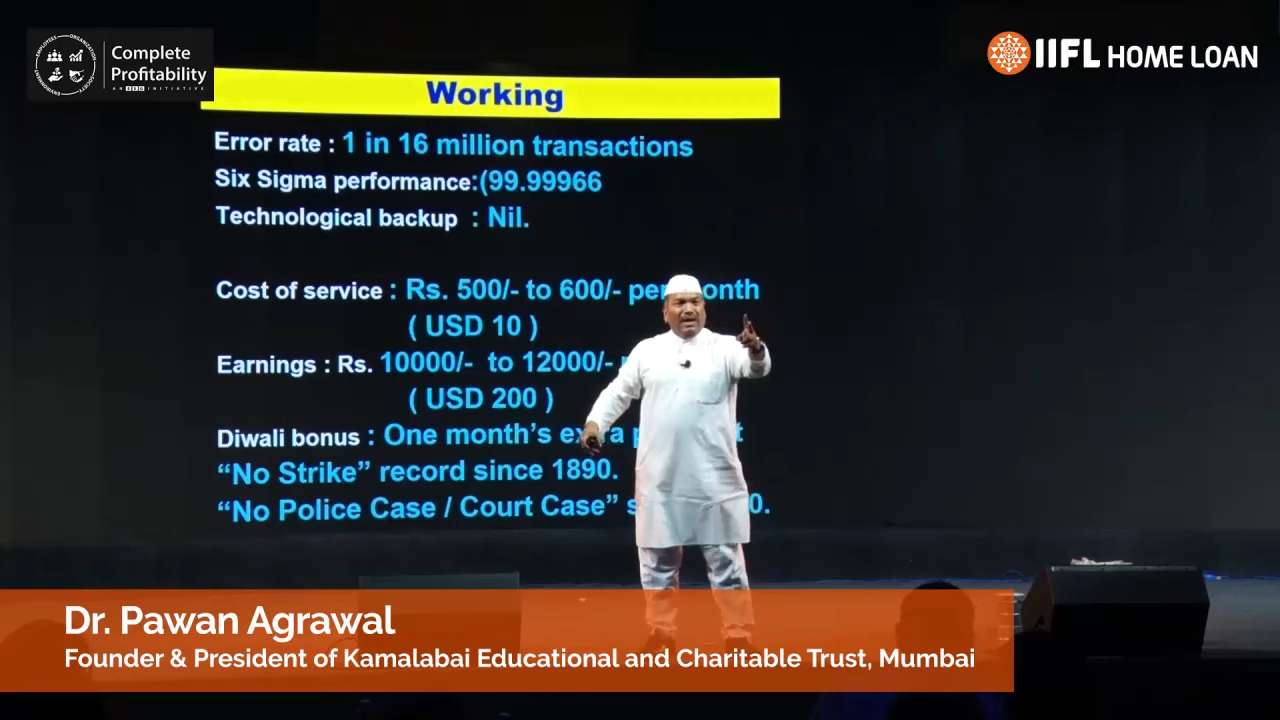 Complete
Profitability
IIFL HOME LOAN
Working
Error rate : 1 in 16 million transactions
Six Sigma performance:(99.99966
Technological backup : Nil.
Cost of service : Rs. 500/- to 600/- per
( USD 10 )
Earnings : Rs. 10000/- to 12000/-
( USD 200 )
Diwali bonus : One month's
“No Strike” record since 1890.
“No Police Case / Court Case”
Dr. Pawan Agrawal
Founder & President of Kamalabai Educational and Charitable Trust, Mumbai